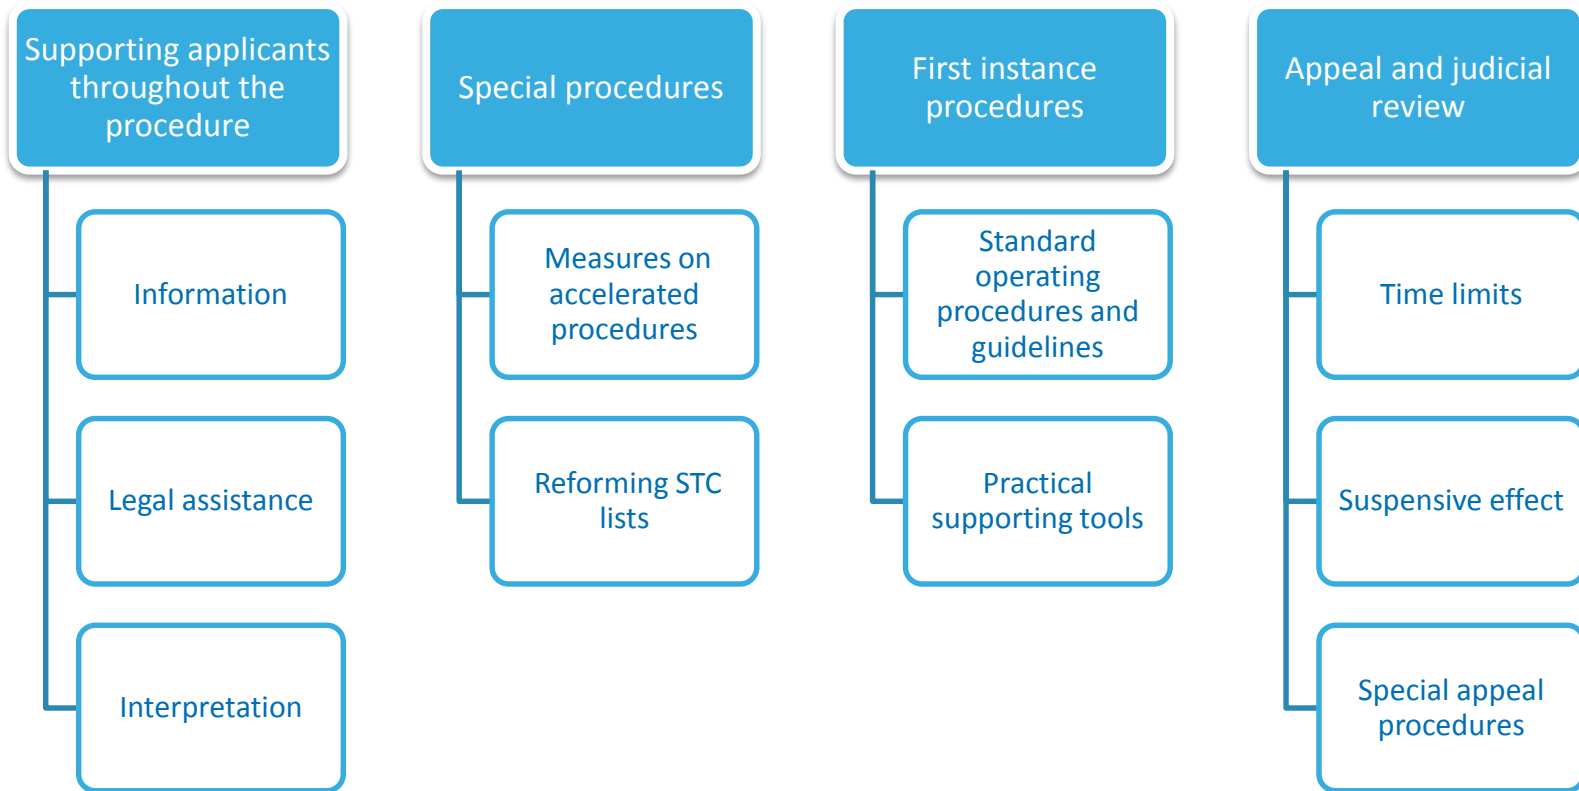 Supporting applicants
throughout the
procedure
Information
Legal assistance
Interpretation
Special procedures
Measures on
accelerated
procedures
Reforming STC
lists
First instance
procedures
Standard
operating
procedures and
guidelines
Practical
supporting tools
Appeal and judicial
review
Time limits
Suspensive effect
Special appeal
procedures